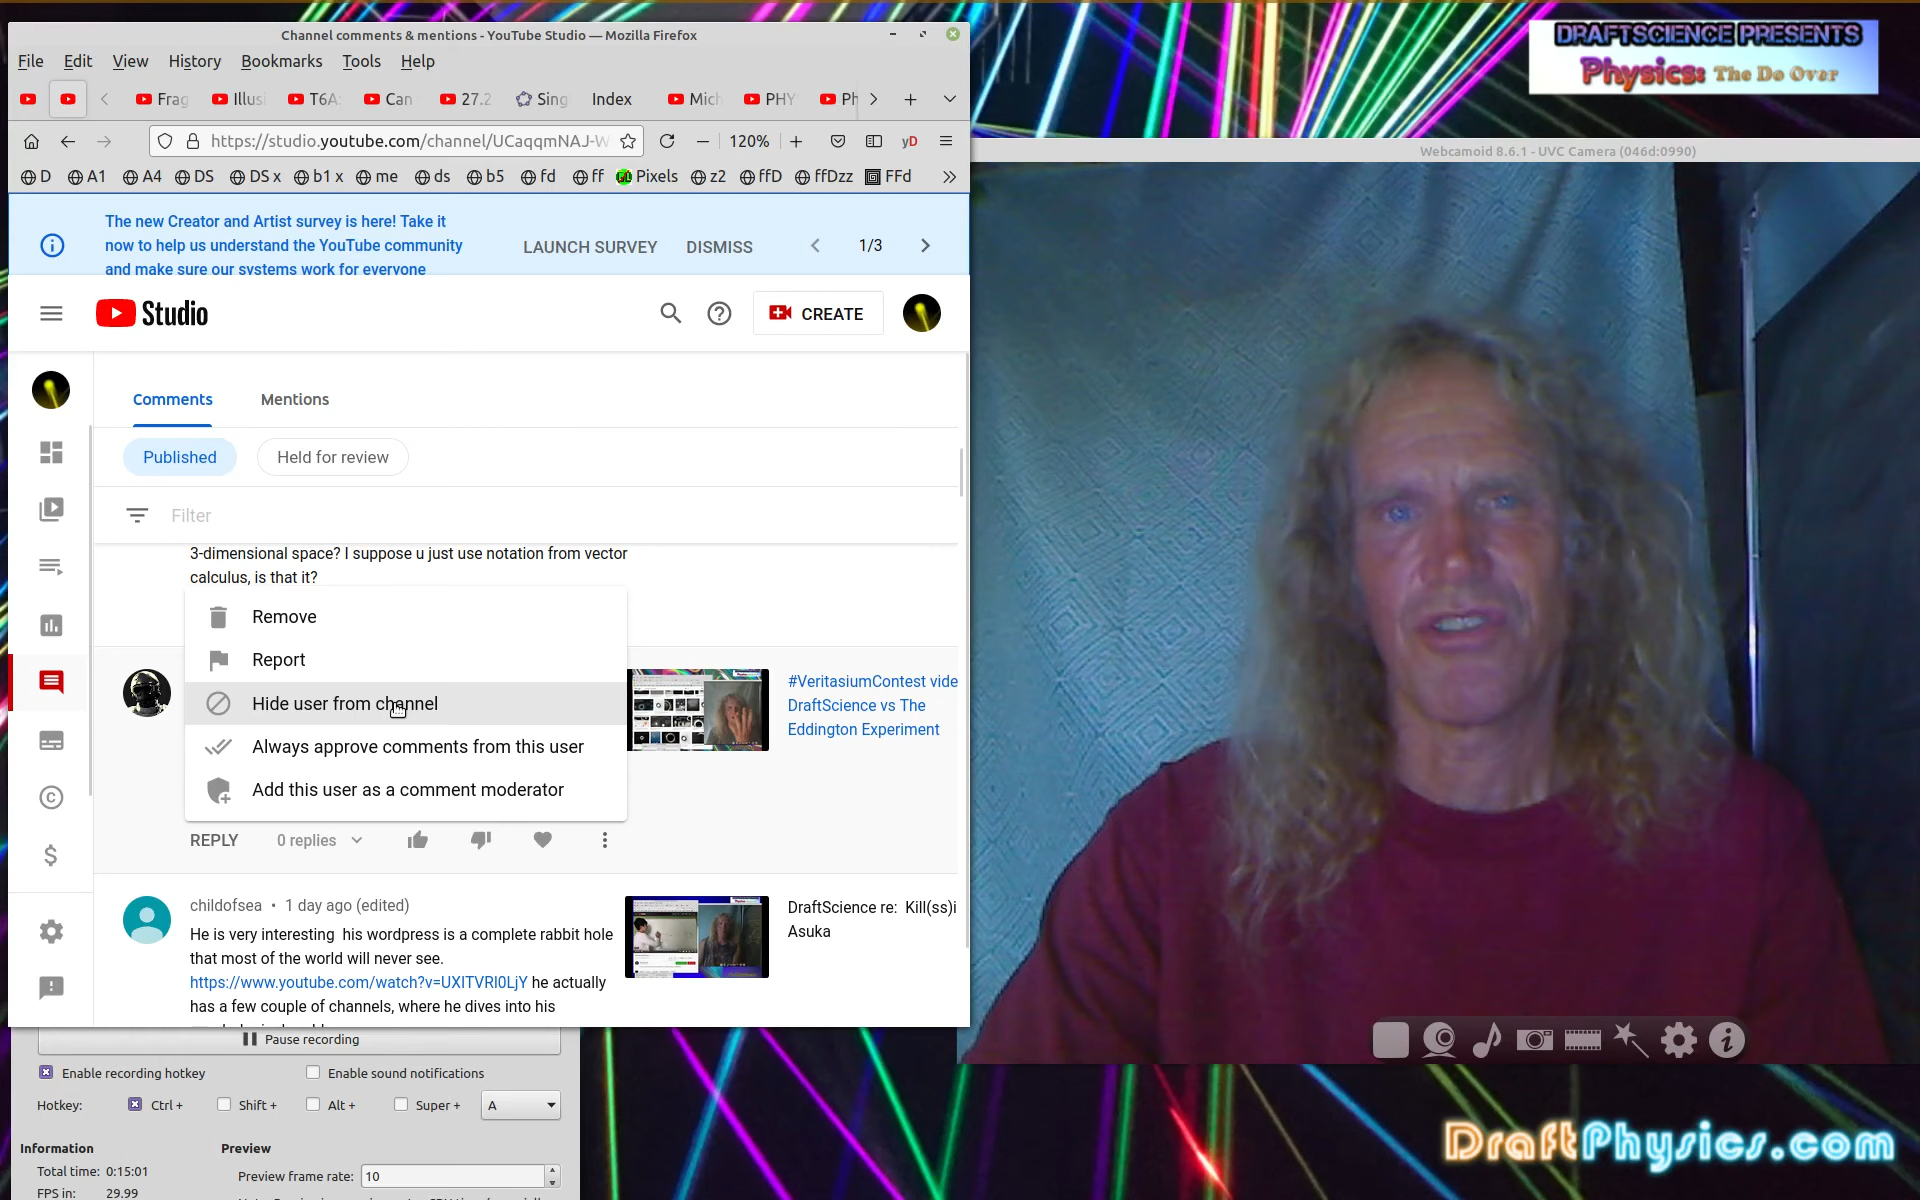 Channel comments & mentions - YouTube Studio — Mozilla Firefox
File Edit View History Bookmarks Tools Help
Frag Illus T6A: Can 27.2 Sing Index Mich PHY Ph
https://studio.youtube.com/channel/UCaqqmNAJ-W 120% yD
D A1 A4 DS DS x b1 x me ds b5 fd ff Pixels z2 ffD ffDzz FFd
The new Creator and Artist survey is here! Take it
now to help us understand the YouTube community
and make sure our systems work for everyone
LAUNCH SURVEY DISMISS 1/3
Studio CREATE
Comments Mentions
Published Held for review
Filter
3-dimensional space? I suppose u just use notation from vector
calculus, is that it?
Remove
Report
Hide user from channel
Always approve comments from this user
Add this user as a comment moderator
#VeritasiumContest vide
DraftScience vs The
Eddington Experiment
REPLY 0 replies
childofsea • 1 day ago (edited)
He is very interesting his wordpress is a complete rabbit hole
that most of the world will never see.
https://www.youtube.com/watch?v=UXITVRI0LjY he actually
has a few couple of channels, where he dives into his
DraftScience re: Kill(ss)i
Asuka
Pause recording
Enable recording hotkey Enable sound notifications
Hotkey: Ctrl + Shift + Alt + Super + A
Information Preview
Total time: 0:15:01
Preview frame rate: 10
FPS in: 29.99
DRAFTSCIENCE PRESENTS
Physics: The Do Over
Webcamoid 8.6.1 - UVC Camera (046d:0990)
DraftPhysics.com